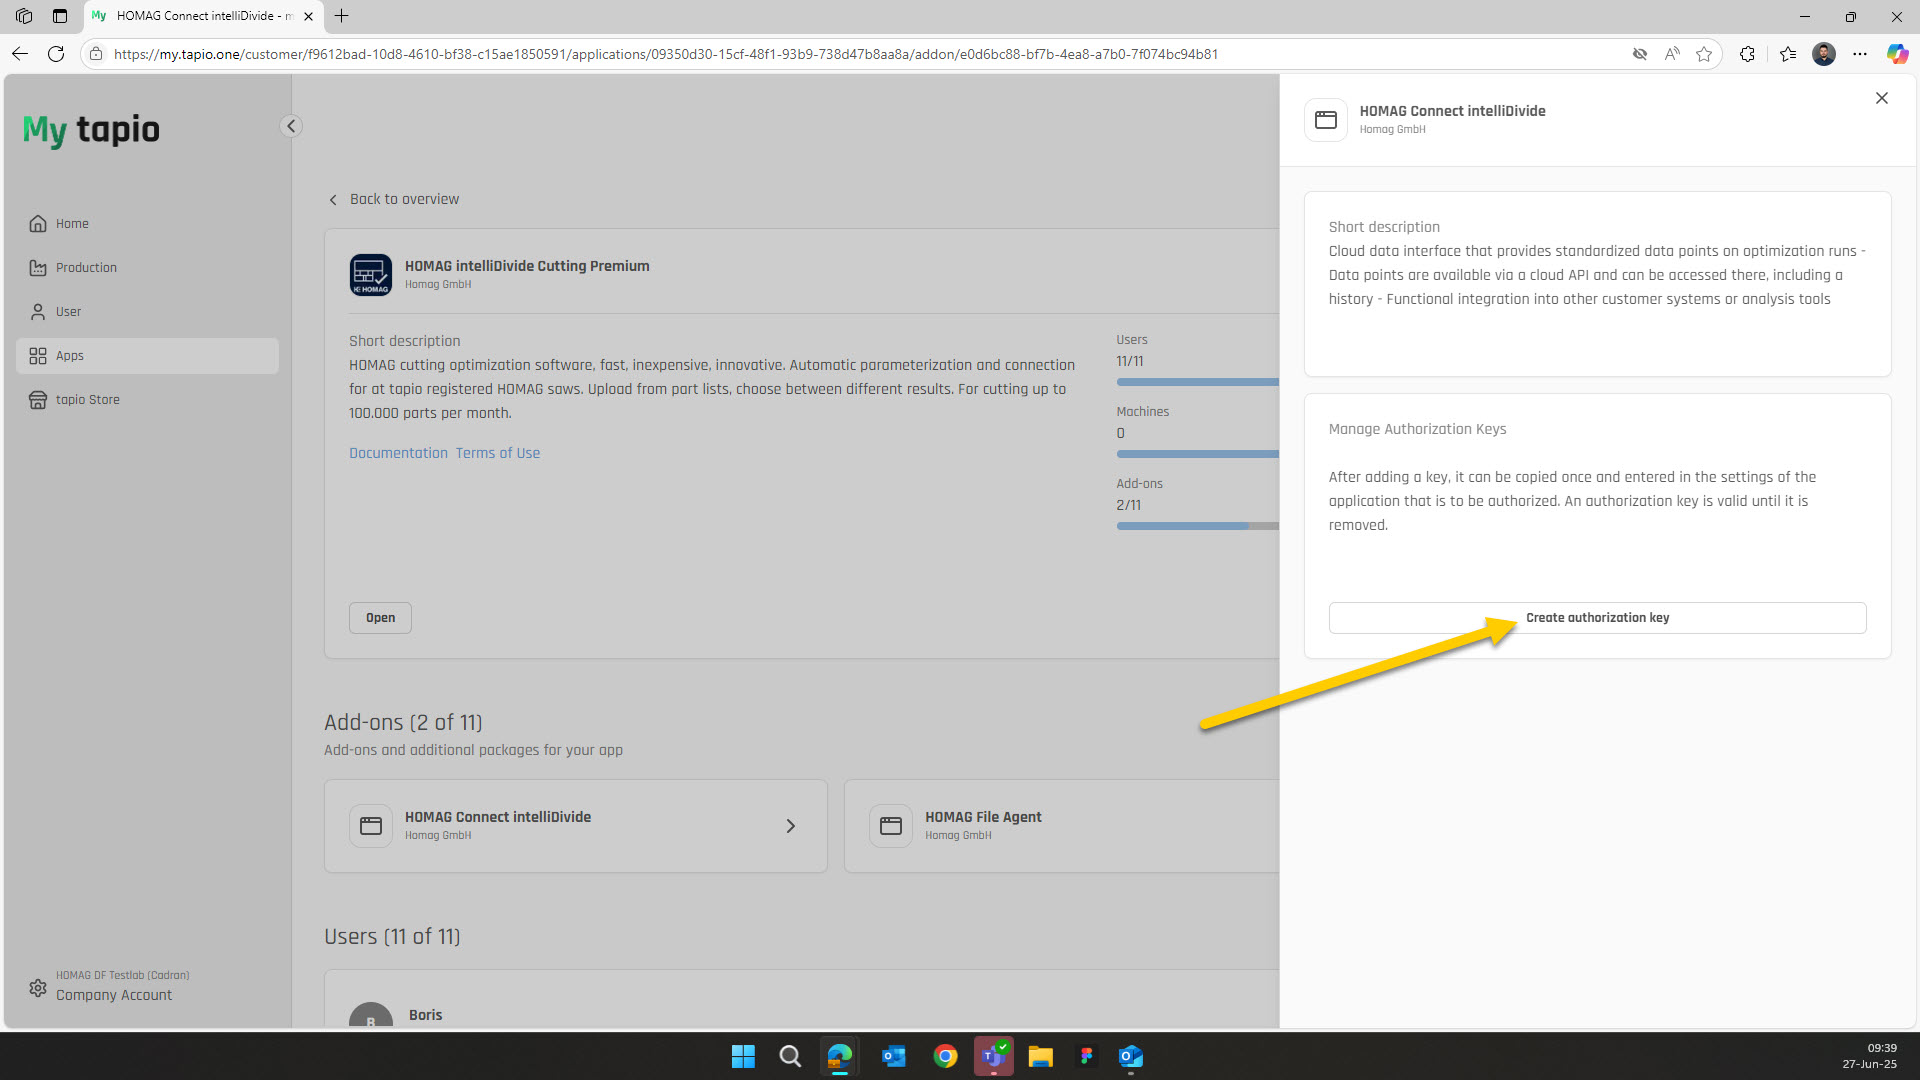 My HOMAG Connect intelliDivide - m
https://my.tapio.one/customer/f9612bad-10d8-4610-bf38-c15ae1850591/applications/09350d30-15cf-48f1-93b9-738d47b8aa8a/addon/e0d6bc88-bf7b-4ea8-a7b0-7f074bc94b81
My tapio
Home
Production
User
Apps
tapio Store
HOMAG DF Testlab (Cadran)
Company Account
Back to overview
HOMAG
HOMAG intelliDivide Cutting Premium
Homag GmbH
Short description
HOMAG cutting optimization software, fast, inexpensive, innovative. Automatic parameterization and connection
for at tapio registered HOMAG saws. Upload from part lists, choose between different results. For cutting up to
100.000 parts per month.
Documentation Terms of Use
Users
11/11
Machines
0
Add-ons
2/11
Open
Add-ons (2 of 11)
Add-ons and additional packages for your app
HOMAG Connect intelliDivide
Homag GmbH
HOMAG File Agent
Homag GmbH
Users (11 of 11)
B
Boris
HOMAG Connect intelliDivide
Homag GmbH
Short description
Cloud data interface that provides standardized data points on optimization runs -
Data points are available via a cloud API and can be accessed there, including a
history - Functional integration into other customer systems or analysis tools
Manage Authorization Keys
After adding a key, it can be copied once and entered in the settings of the
application that is to be authorized. An authorization key is valid until it is
removed.
Create authorization key
09:39
27-Jun-25